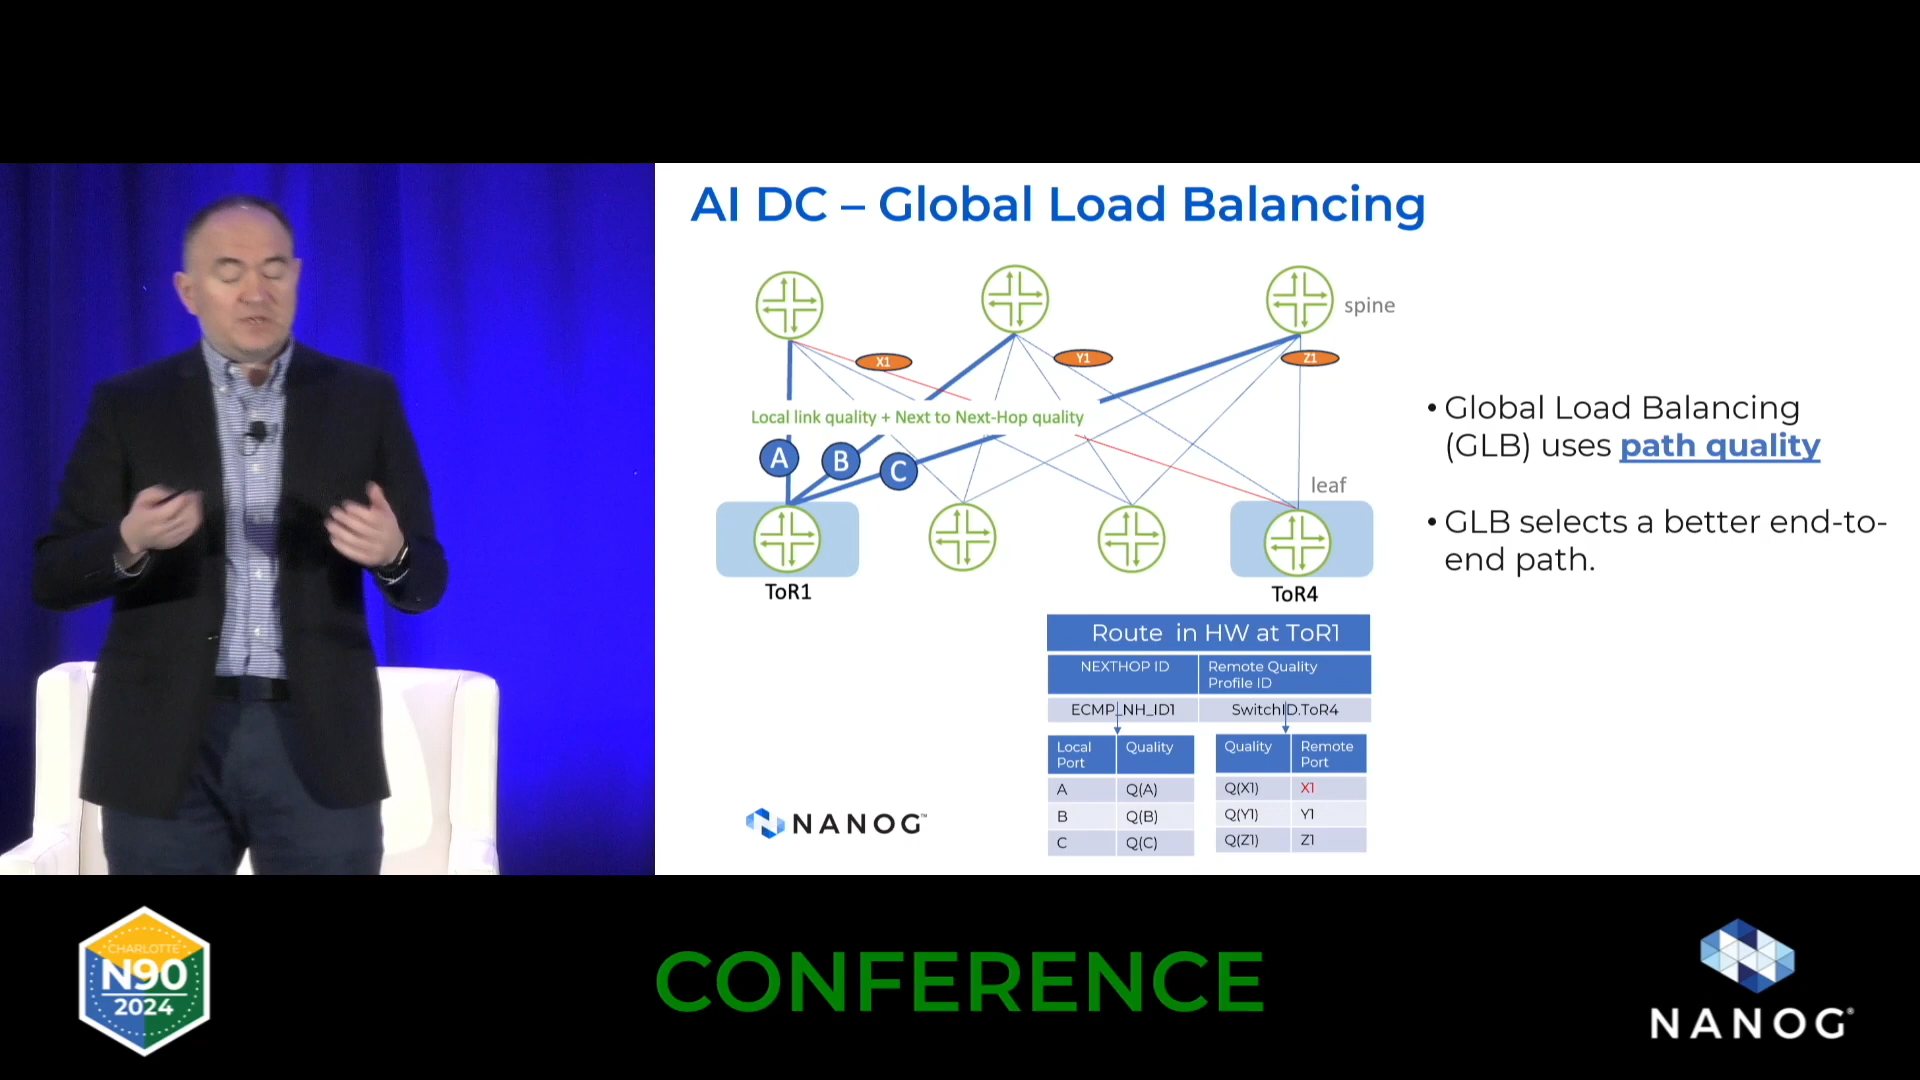 AI DC – Global Load Balancing
spine
X1
Y1
Z1
Local link quality + Next to Next-Hop quality
A
B
C
leaf
ToR1
ToR4
• Global Load Balancing
(GLB) uses path quality
• GLB selects a better end-to-
end path.
Route in HW at ToR1
NEXTHOP ID
Remote Quality
Profile ID
ECMP_NH_ID1
SwitchID.ToR4
Local
Port
Quality
A
Q(A)
B
Q(B)
C
Q(C)
Quality
Remote
Port
Q(X1)
X1
Q(Y1)
Y1
Q(Z1)
Z1
NANOG™
CHARLOTTE
N90
2024
CONFERENCE
NANOG®